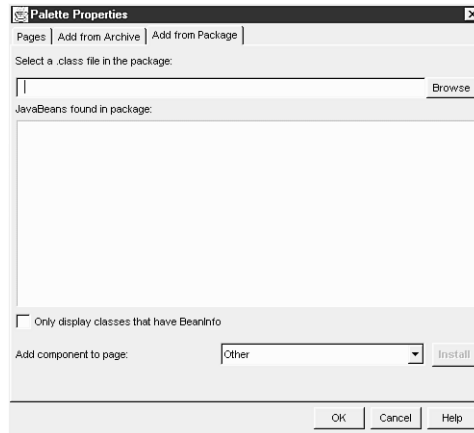 Palette Properties
Pages Add from Archive Add from Package
Select a .class file in the package:
Browse
JavaBeans found in package:
Only display classes that have BeanInfo
Add component to page: Other Install
OK Cancel Help